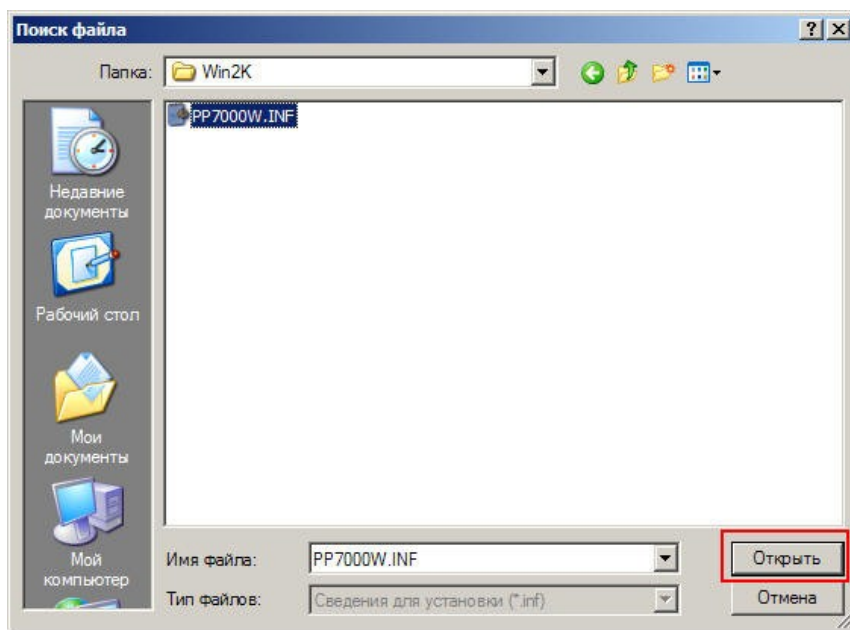 Поиск файла
Папка:
Win2K
PP7000W.INF
Недавние
документы
Рабочий стол
Мои
документы
Мой
компьютер
Имя файла:
PP7000W.INF
Открыть
Тип файлов:
Сведения для установки (*.inf)
Отмена